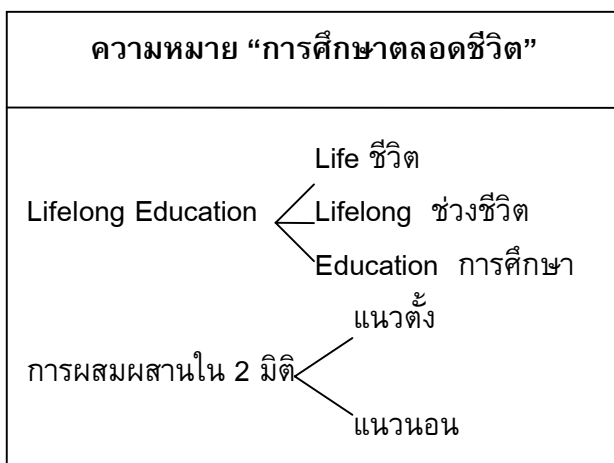 ความหมาย “การศึกษาตลอดชีวิต”
Life ชีวิต
Lifelong Education
Lifelong ช่วงชีวิต
Education การศึกษา
แนวตั้ง
การผสมผสานใน 2 มิติ
แนวนอน